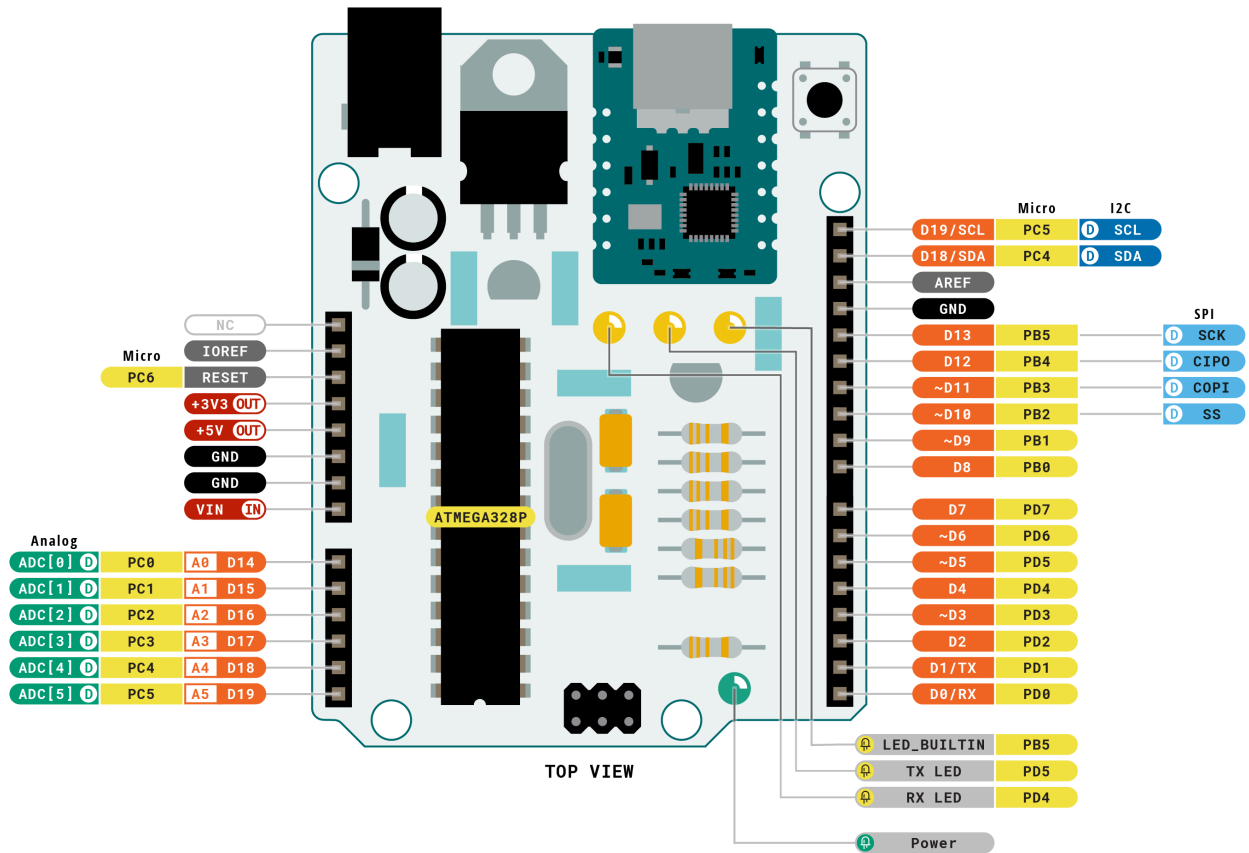 Micro I2C
D19/SCL PC5 D SCL
D18/SDA PC4 D SDA
AREF
GND
SPI
D13 PB5 D SCK
D12 PB4 D CIPO
~D11 PB3 D COPI
~D10 PB2 D SS
~D9 PB1
D8 PB0
D7 PD7
~D6 PD6
~D5 PD5
D4 PD4
~D3 PD3
D2 PD2
D1/TX PD1
D0/RX PD0
NC
IOREF
Micro
PC6 RESET
+3V3 OUT
+5V OUT
GND
GND
VIN IN
Analog
ADC[0] D PC0 A0 D14
ADC[1] D PC1 A1 D15
ADC[2] D PC2 A2 D16
ADC[3] D PC3 A3 D17
ADC[4] D PC4 A4 D18
ADC[5] D PC5 A5 D19
ATMEGA328P
LED_BUILTIN PB5
TX LED PD5
RX LED PD4
Power
TOP VIEW